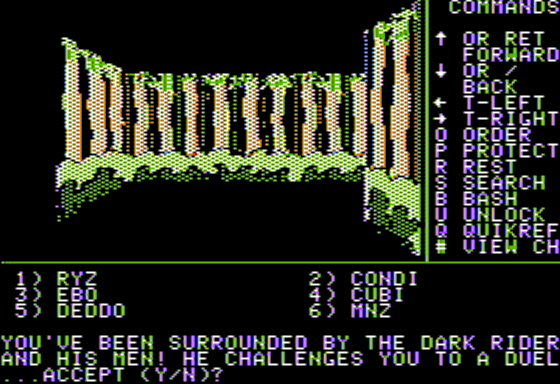 COMMANDS
↑ OR RET
FORWARD
↓ OR /
BACK
← T-LEFT
→ T-RIGHT
O ORDER
P PROTECT
R REST
S SEARCH
B BASH
U UNLOCK
Q QUIKREF
# VIEW CH
1) RYZ 2) CONDI
3) EBO 4) CUBI
5) DEDDO 6) MNZ
YOU'VE BEEN SURROUNDED BY THE DARK RIDER
AND HIS MEN! HE CHALLENGES YOU TO A DUEL
...ACCEPT (Y/N)?